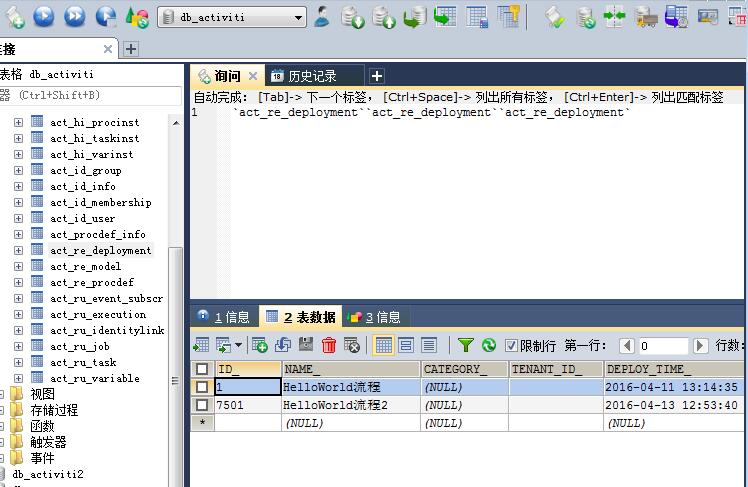 db_activiti
连接
表格 db_activiti
器 (Ctrl+Shift+B)
act_hi_procinst
act_hi_taskinst
act_hi_varinst
act_id_group
act_id_info
act_id_membership
act_id_user
act_procdef_info
act_re_deployment
act_re_model
act_re_procdef
act_ru_event_subscr
act_ru_execution
act_ru_identitylink
act_ru_job
act_ru_task
act_ru_variable
视图
存储过程
函数
触发器
事件
db_activiti2
询问 历史记录
自动完成： [Tab]-> 下一个标签， [Ctrl+Space]-> 列出所有标签， [Ctrl+Enter]-> 列出匹配标签
1 `act_re_deployment``act_re_deployment``act_re_deployment`
1 信息 2 表数据 3 信息
限制行 第一行： 0 行数:
ID_ NAME_ CATEGORY_ TENANT_ID_ DEPLOY_TIME_
1 HelloWorld流程 (NULL) 2016-04-11 13:14:35
7501 HelloWorld流程2 (NULL) 2016-04-13 12:53:40
* (NULL) (NULL) (NULL)